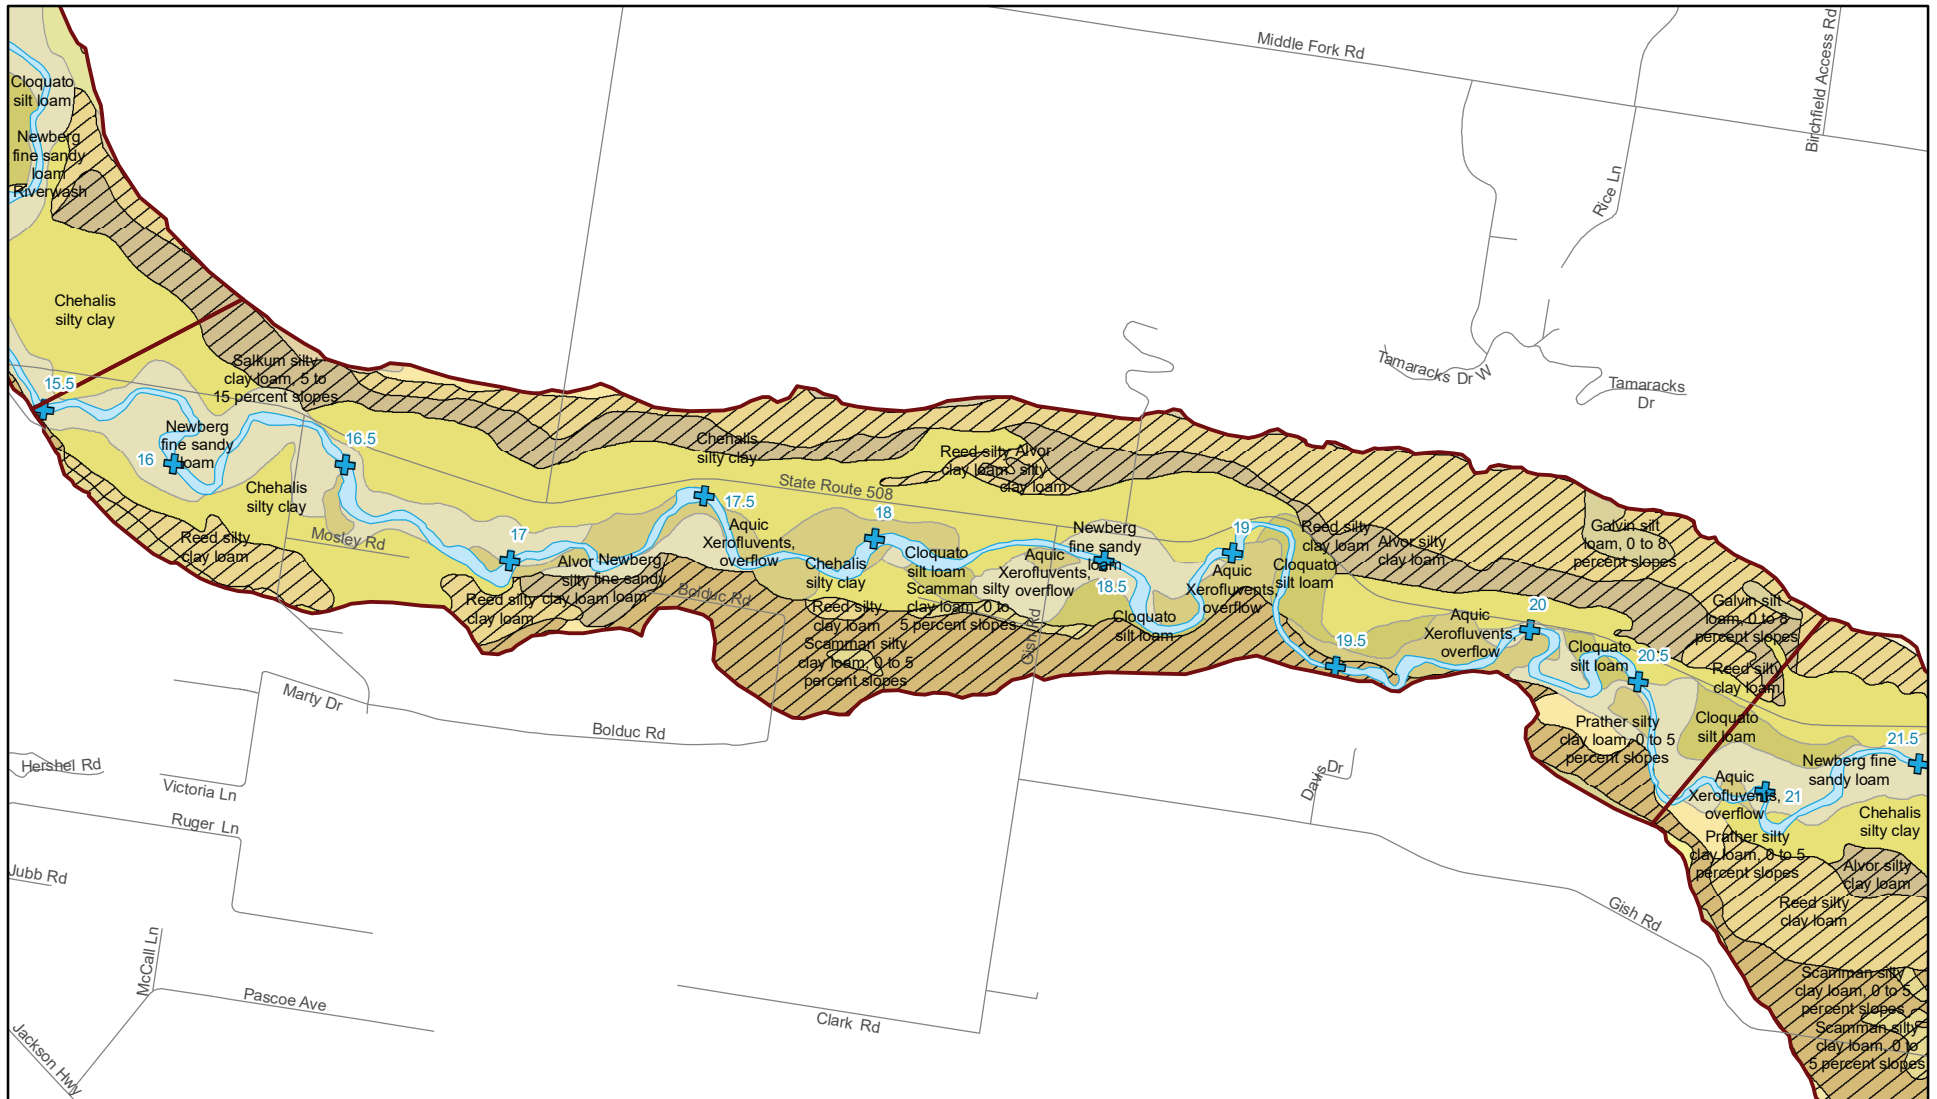 Middle Fork Rd
Birchfield Access Rd
Rice Ln
Cloquato
silt loam
Newberg
fine sandy
loam
Riverwash
Chehalis
silty clay
Tamaracks Dr W
Tamaracks
Dr
15.5
Salkum silty
clay loam, 5 to
15 percent slopes
Newberg
fine sandy
loam
16
16.5
Chehalis
silty clay
Chehalis
silty clay
Reed silty
clay loam
Alvor
silty
clay loam
State Route 508
Mosley Rd
Reed silty
clay loam
17
17.5
Aquic
Xerofluvents,
overflow
18
Chehalis
silty clay
Cloquato
silt loam
Alvor
silty
clay loam
Newberg
fine sandy
loam
Reed silty
clay loam
Bolduc Rd
Reed silty
clay loam
Scamman silty
clay loam, 0 to
5 percent slopes
Scamman silty
clay loam, 0 to 5
percent slopes
Aquic
Xerofluvents,
overflow
Newberg
fine sandy
loam
18.5
Cloquato
silt loam
Gish Rd
19
Aquic
Xerofluvents,
overflow
Cloquato
silt loam
Reed silty
clay loam
Alvor silty
clay loam
Galvin silt
loam, 0 to 8
percent slopes
19.5
Aquic
Xerofluvents,
overflow
20
Cloquato
silt loam
20.5
Galvin silt
loam, 0 to 8
percent slopes
Reed silty
clay loam
Prather silty
clay loam, 0 to 5
percent slopes
Cloquato
silt loam
Aquic
Xerofluvents,
overflow
21
Newberg fine
sandy loam
21.5
Chehalis
silty clay
Prather silty
clay loam, 0 to 5
percent slopes
Alvor silty
clay loam
Reed silty
clay loam
Scamman silty
clay loam, 0 to 5
percent slopes
Scamman silty
clay loam, 0 to
5 percent slopes
Marty Dr
Bolduc Rd
Hershel Rd
Victoria Ln
Ruger Ln
Jubb Rd
McCall Ln
Pascoe Ave
Jackson Hwy
Clark Rd
Davis Dr
Gish Rd